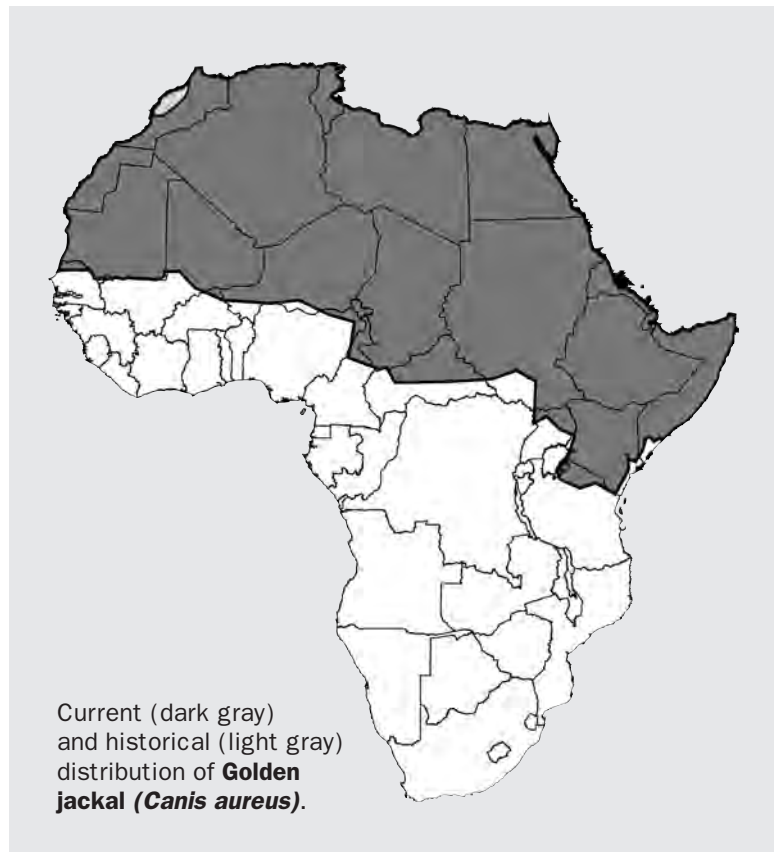 Current (dark gray)
and historical (light gray)
distribution of Golden
jackal (Canis aureus).